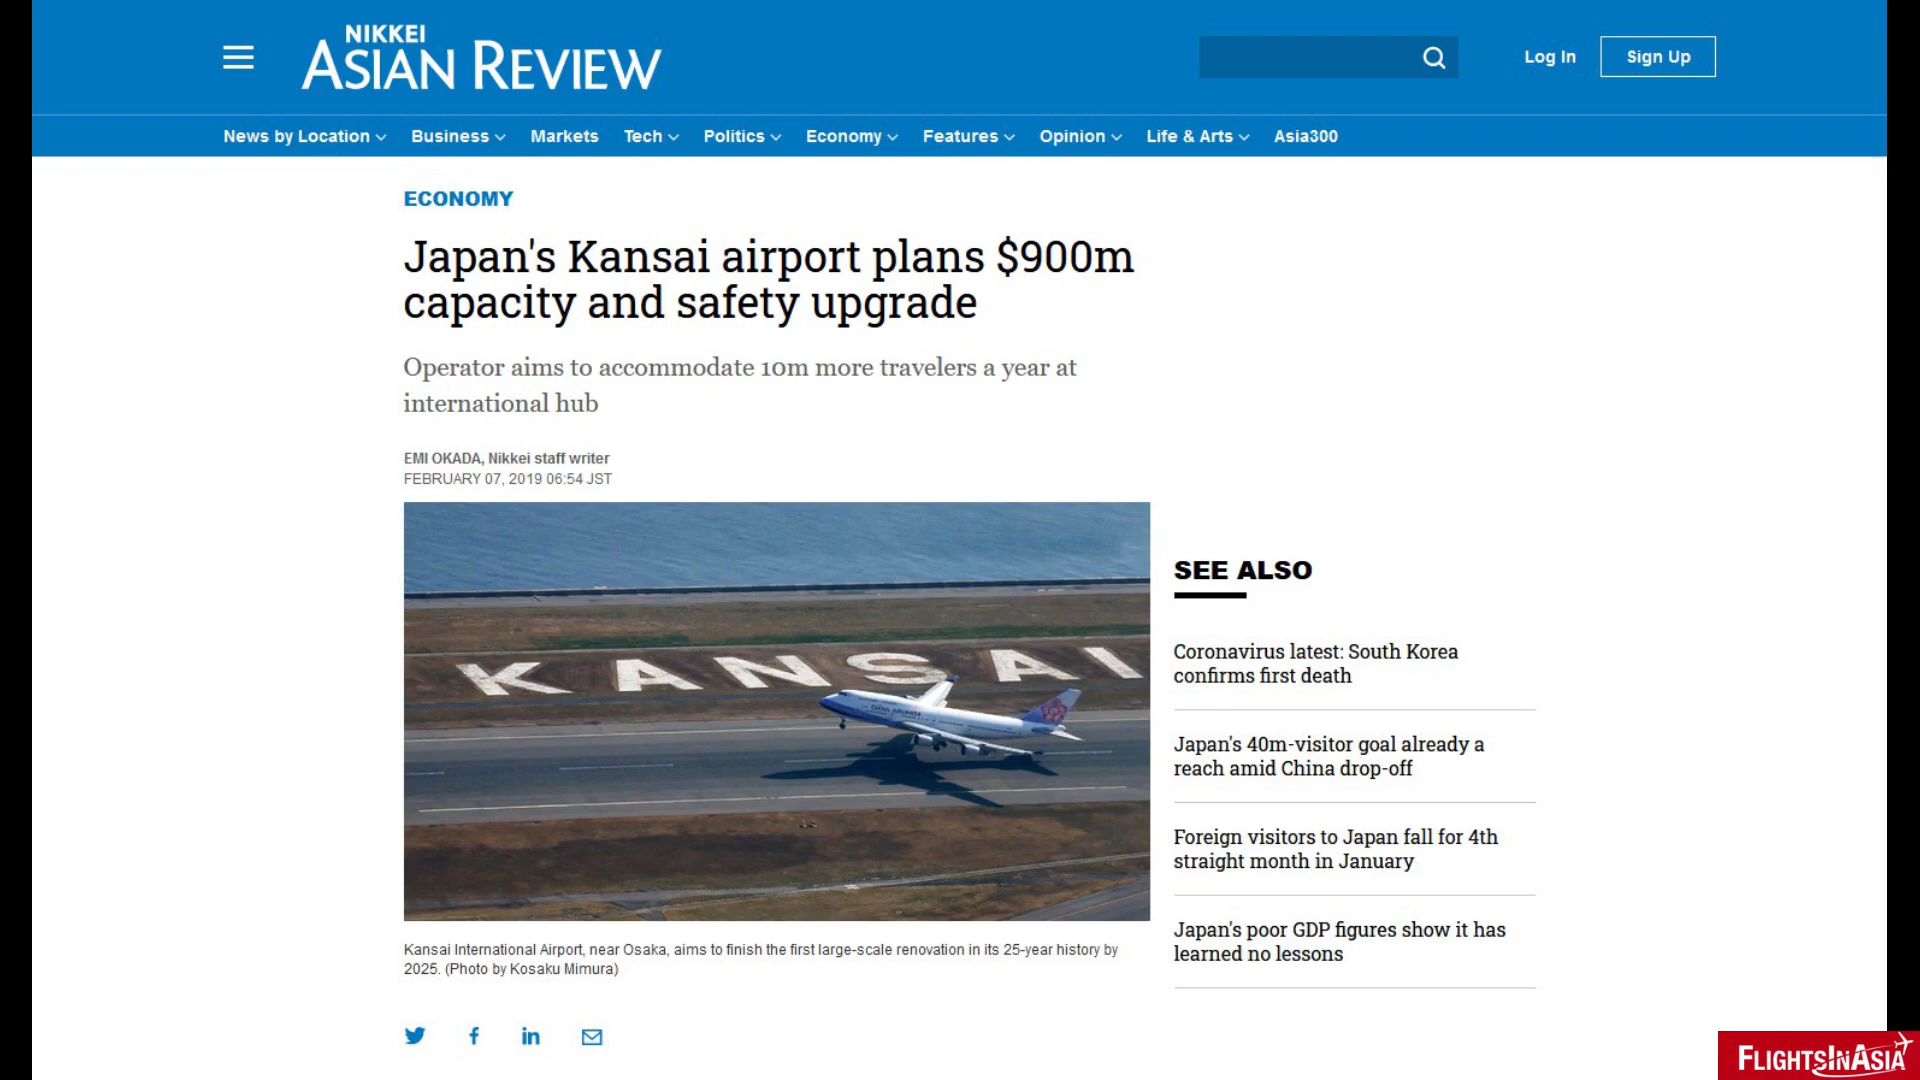 NIKKEI
ASIAN REVIEW
Log In
Sign Up
News by Location
Business
Markets
Tech
Politics
Economy
Features
Opinion
Life & Arts
Asia300
ECONOMY
Japan's Kansai airport plans $900m
capacity and safety upgrade
Operator aims to accommodate 10m more travelers a year at
international hub
EMI OKADA, Nikkei staff writer
FEBRUARY 07, 2019 06:54 JST
KANSAI
CHINA AIRLINES
Kansai International Airport, near Osaka, aims to finish the first large-scale renovation in its 25-year history by
2025. (Photo by Kosaku Mimura)
SEE ALSO
Coronavirus latest: South Korea
confirms first death
Japan's 40m-visitor goal already a
reach amid China drop-off
Foreign visitors to Japan fall for 4th
straight month in January
Japan's poor GDP figures show it has
learned no lessons
FLIGHTSINASIA